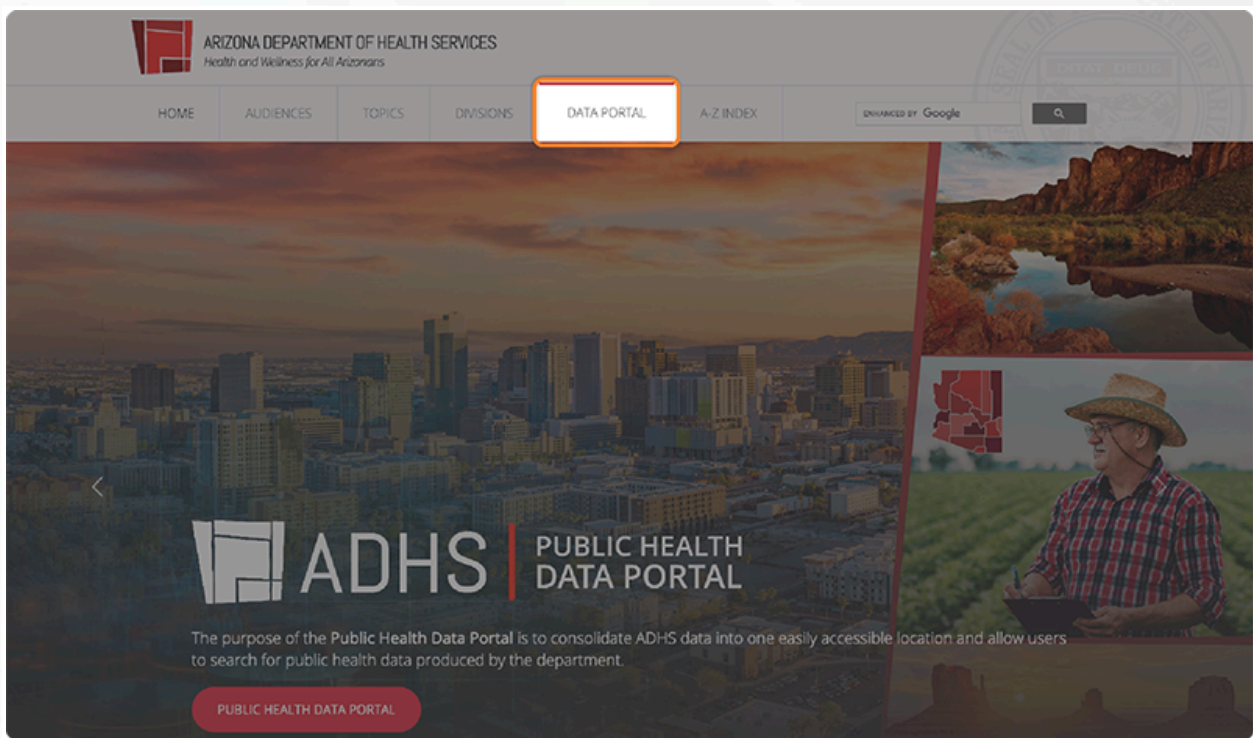 ARIZONA DEPARTMENT OF HEALTH SERVICES
Health and Wellness for All Arizonans
HOME AUDIENCES TOPICS DIVISIONS DATA PORTAL A-Z INDEX ENHANCED BY Google
DITAT DEUS
ADHS PUBLIC HEALTH
DATA PORTAL
The purpose of the Public Health Data Portal is to consolidate ADHS data into one easily accessible location and allow users
to search for public health data produced by the department.
PUBLIC HEALTH DATA PORTAL